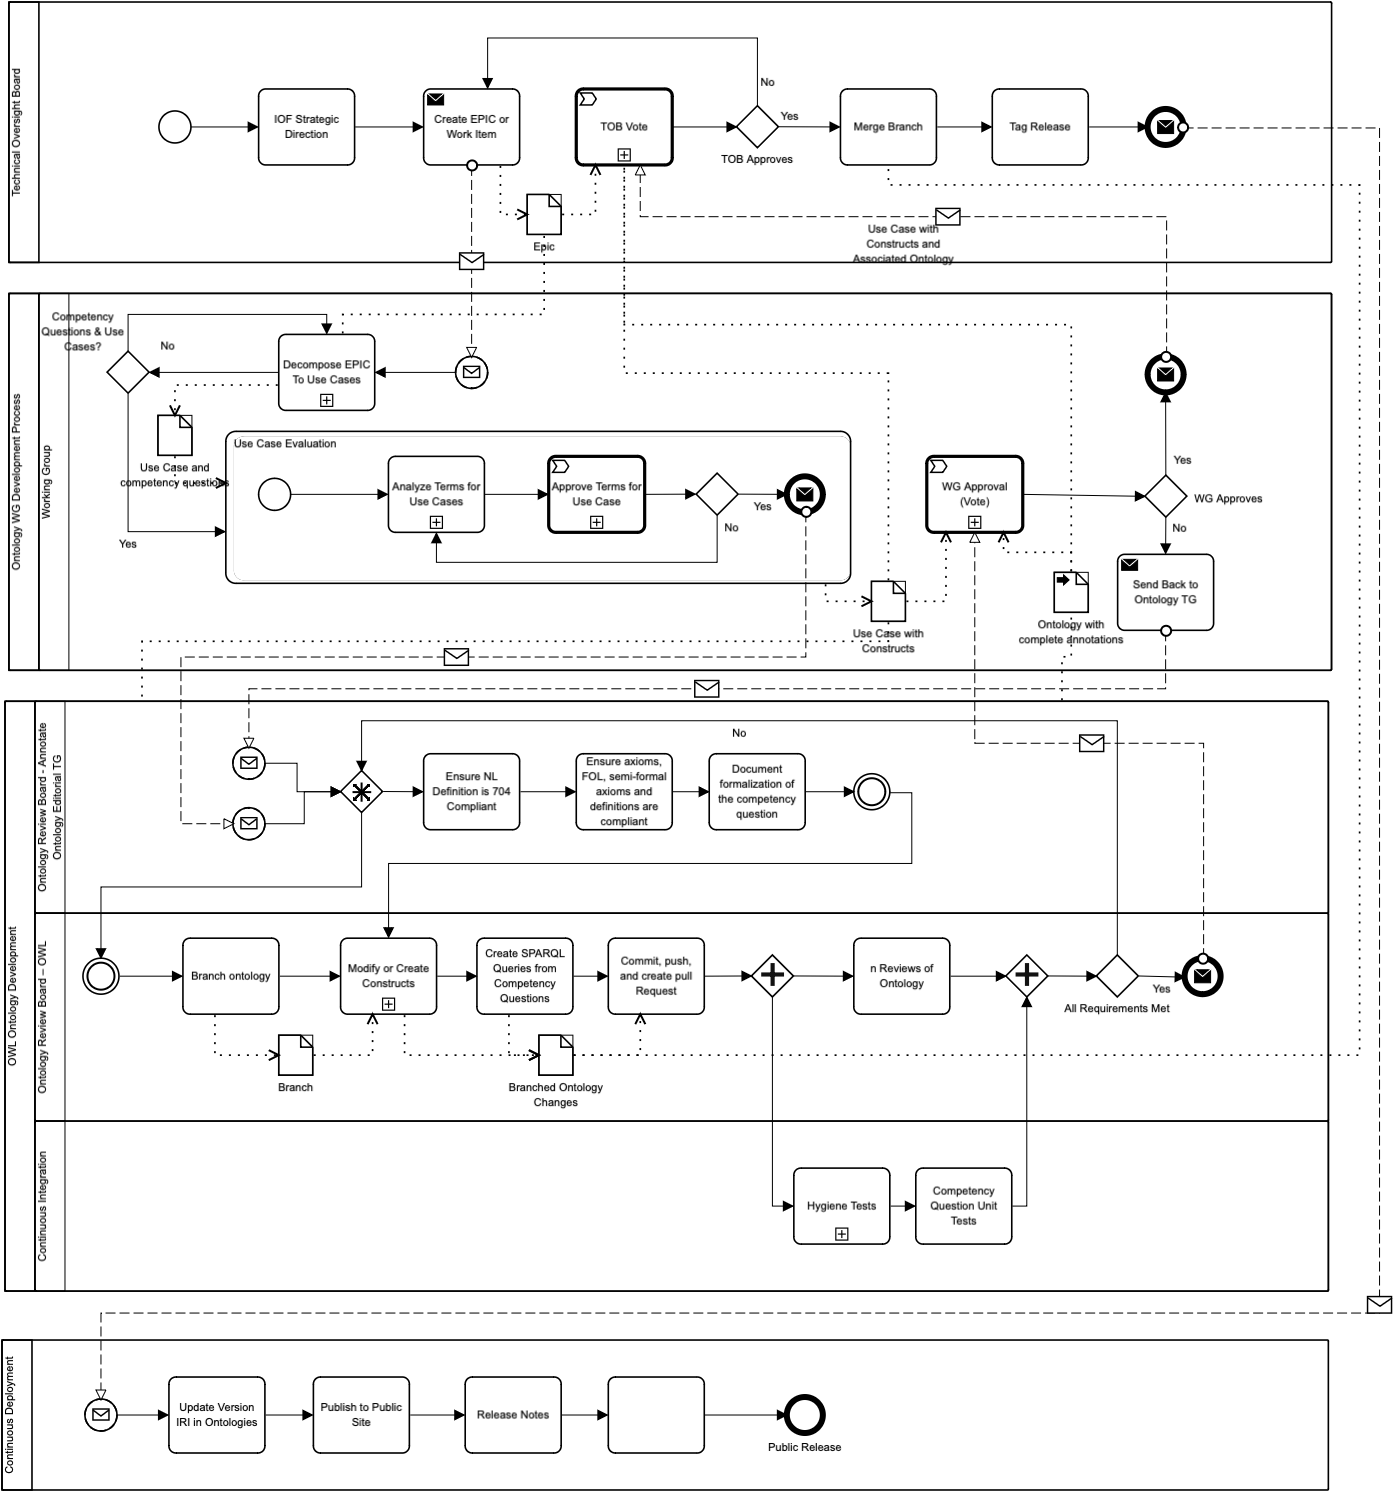 Technical Oversight Board
IOF Strategic
Direction
Create EPIC or
Work Item
TOB Vote
No
Yes
TOB Approves
Merge Branch
Tag Release
Epic
Use Case with
Constructs and
Associated Ontology
Ontology WG Development Process
Working Group
Competency
Questions & Use
Cases?
No
Decompose EPIC
To Use Cases
Use Case and
competency questions
Yes
Use Case Evaluation
Analyze Terms for
Use Cases
Approve Terms for
Use Case
Yes
No
WG Approval
(Vote)
Yes
WG Approves
No
Send Back to
Ontology TG
Use Case with
Constructs
Ontology with
complete annotations
OWL Ontology Development
Ontology Review Board - Annotate
Ontology Editorial TG
No
Ensure NL
Definition is 704
Compliant
Ensure axioms,
FOL, semi-formal
axioms and
definitions are
compliant
Document
formalization of
the competency
question
Ontology Review Board – OWL
Branch ontology
Modify or Create
Constructs
Create SPARQL
Queries from
Competency
Questions
Commit, push,
and create pull
Request
n Reviews of
Ontology
Yes
All Requirements Met
Branch
Branched Ontology
Changes
Continuous Integration
Hygiene Tests
Competency
Question Unit
Tests
Continuous Deployment
Update Version
IRI in Ontologies
Publish to Public
Site
Release Notes
Public Release